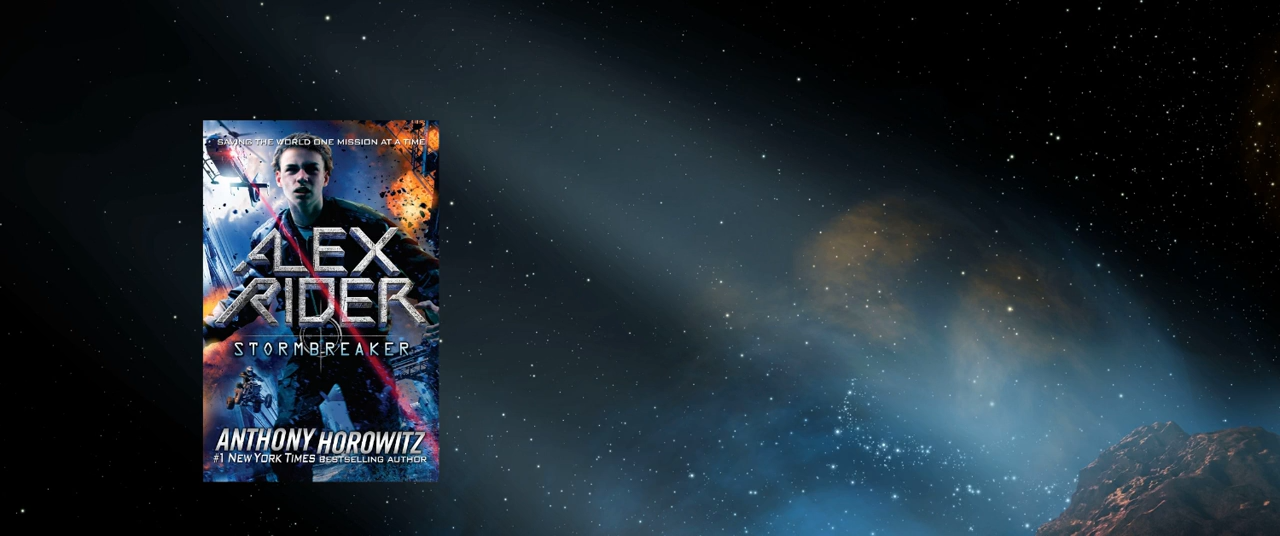 SAVING THE WORLD ONE MISSION AT A TIME
ALEX
RIDER
STORMBREAKER
ANTHONY HOROWITZ
#1 NEW YORK TIMES BESTSELLING AUTHOR